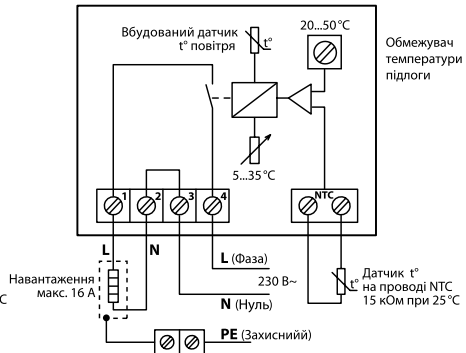 Вбудований датчик
t° повітря
t°
20...50 °C
Обмежувач
температури
підлоги
5...35 °C
1
2
3
4
NTC
L
N
L (Фаза)
230 В~
N (Нуль)
Навантаження
макс. 16 А
C
t°
Датчик t°
на проводі NTC
15 кОм при 25 °C
PE (Захисниий)